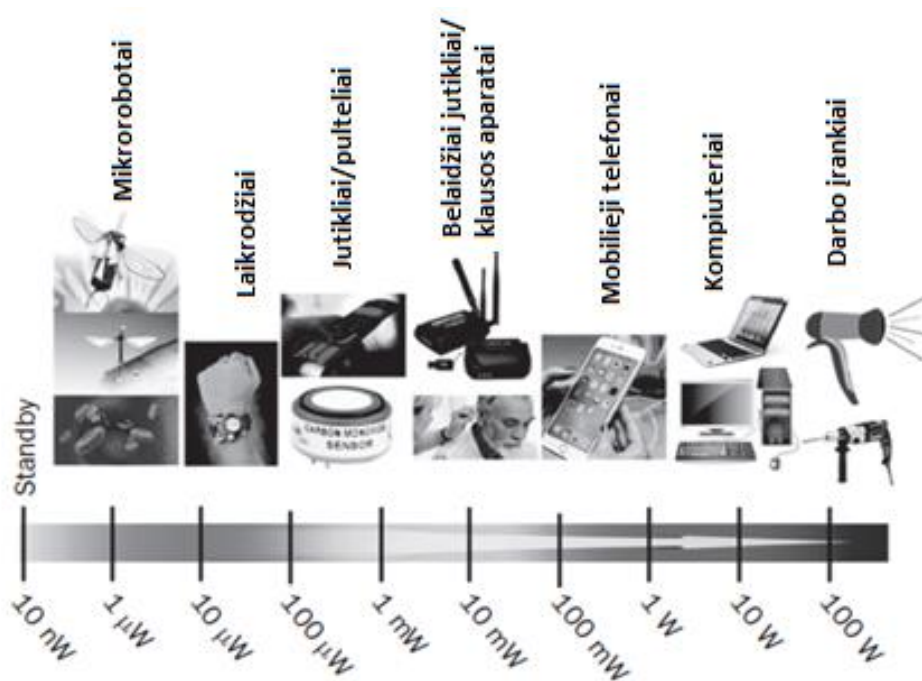 Mikrorobotai
Laikrodžiai
Jutikliai/pulteliai
Belaidžiai jutikliai/
klausos aparatai
Mobilieji telefonai
Kompiuteriai
Darbo įrankiai
CARBON MONOXIDE
SENSOR
Standby
10 nW
1 μW
10 μW
100 μW
1 mW
10 mW
100 mW
1 W
10 W
100 W